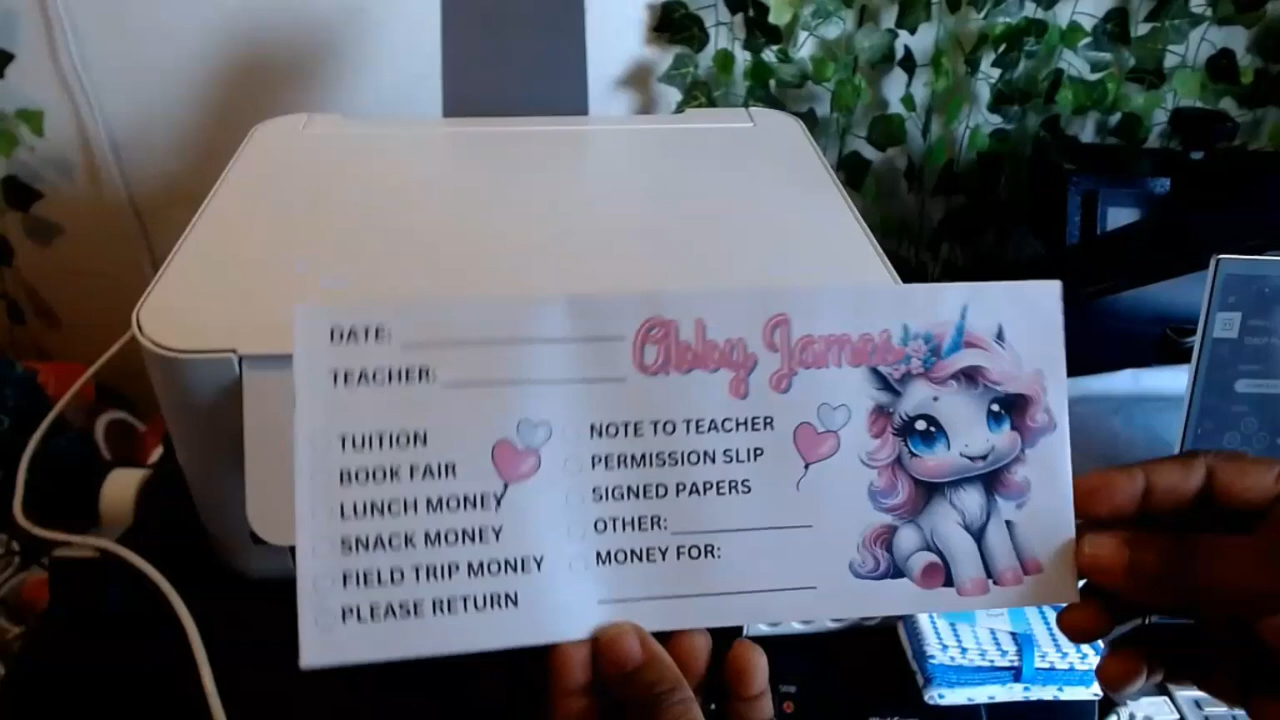 DATE:
TEACHER:
Abby James
TUITION
BOOK FAIR
LUNCH MONEY
SNACK MONEY
FIELD TRIP MONEY
PLEASE RETURN
NOTE TO TEACHER
PERMISSION SLIP
SIGNED PAPERS
OTHER:
MONEY FOR: